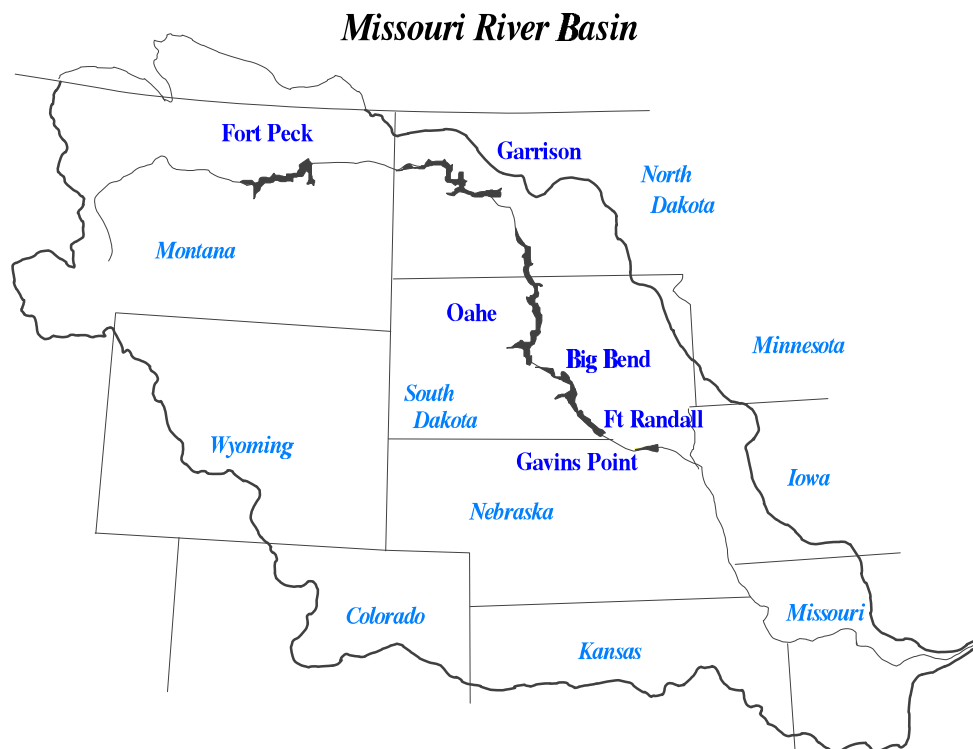 Missouri River Basin
Fort Peck
Garrison
North
Dakota
Montana
Oahe
Big Bend
Minnesota
South
Dakota
Ft Randall
Wyoming
Gavins Point
Iowa
Nebraska
Colorado
Missouri
Kansas